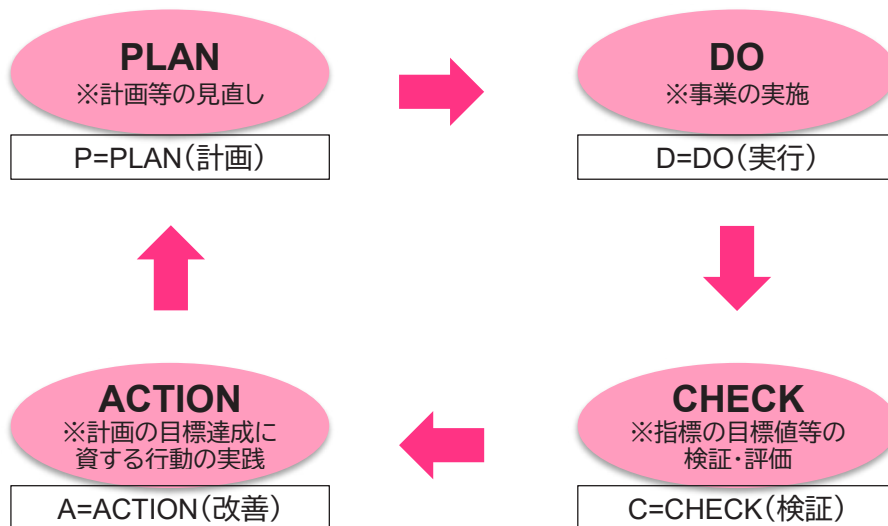 PLAN
※計画等の見直し
P=PLAN(計画)
DO
※事業の実施
D=DO(実行)
ACTION
※計画の目標達成に
資する行動の実践
A=ACTION(改善)
CHECK
※指標の目標値等の
検証・評価
C=CHECK(検証)